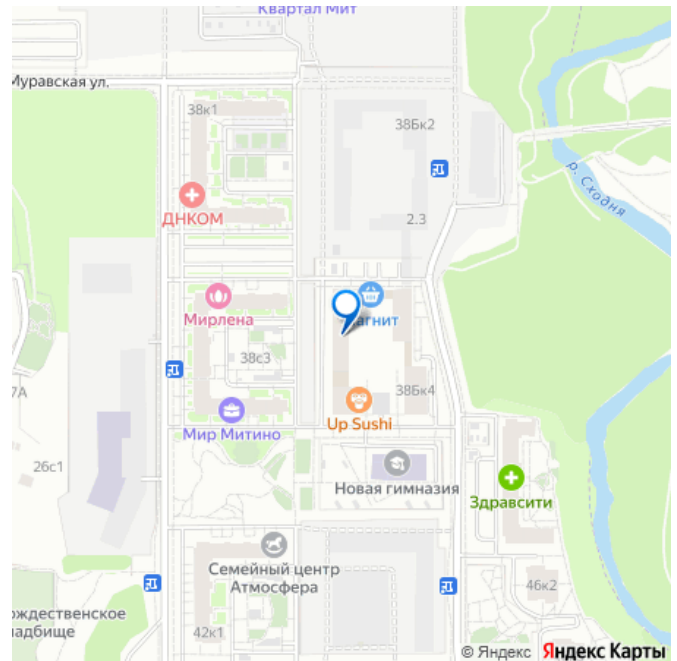 Квартал Мит
Муравская ул.
38к1
38Бк2
р. Сходня
ДНКОМ
2.3
Мирлена
агнит
38с3
7А
38Бк4
Up Sushi
Мир Митино
26с1
Новая гимназия
Здравсити
Семейный центр
Атмосфера
46к2
ождественское
адбище
42к1
© Яндекс Яндекс Карты